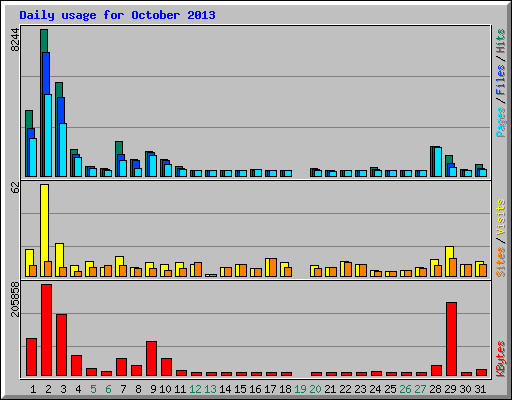 Daily usage for October 2013
8244
Pages / Files / Hits
62
Sites / Visits
205858
KBytes
1 2 3 4 5 6 7 8 9 10 11 12 13 14 15 16 17 18 19 20 21 22 23 24 25 26 27 28 29 30 31